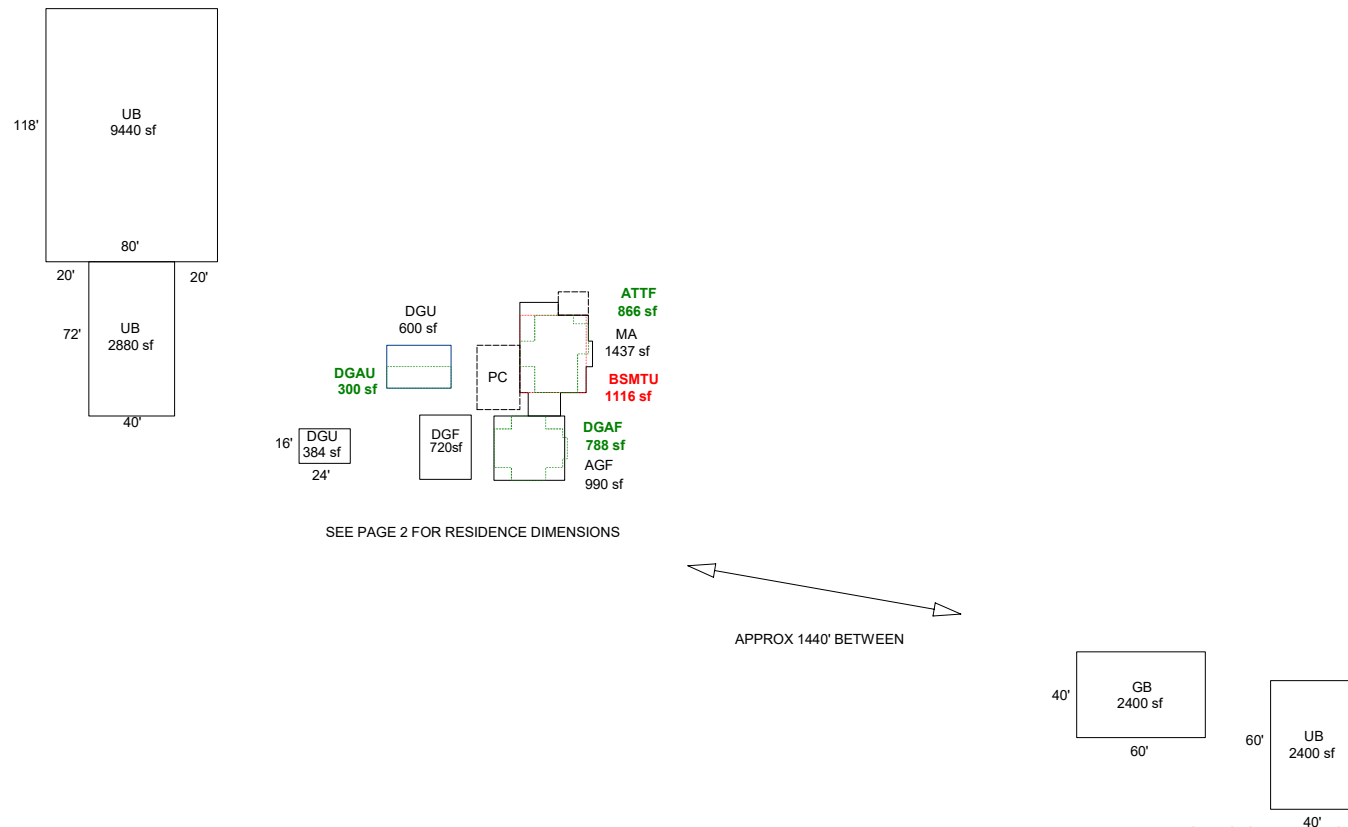 UB
9440 sf
118'
80'
20'
20'
UB
2880 sf
72'
40'
DGU
600 sf
DGAU
300 sf
PC
ATTF
866 sf
MA
1437 sf
BSMTU
1116 sf
DGAF
788 sf
AGF
990 sf
DGF
720sf
DGU
384 sf
16'
24'
SEE PAGE 2 FOR RESIDENCE DIMENSIONS
APPROX 1440' BETWEEN
GB
2400 sf
40'
60'
UB
2400 sf
60'
40'